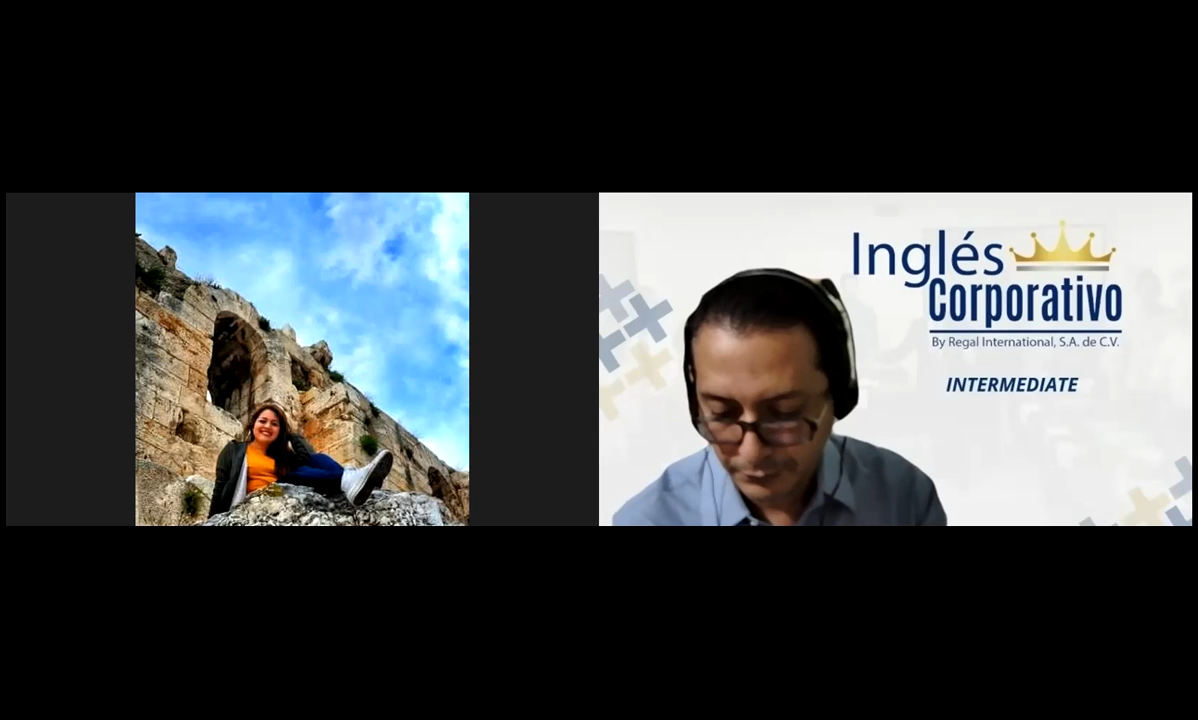 Inglés
Corporativo
By Regal International, S.A. de C.V.
INTERMEDIATE